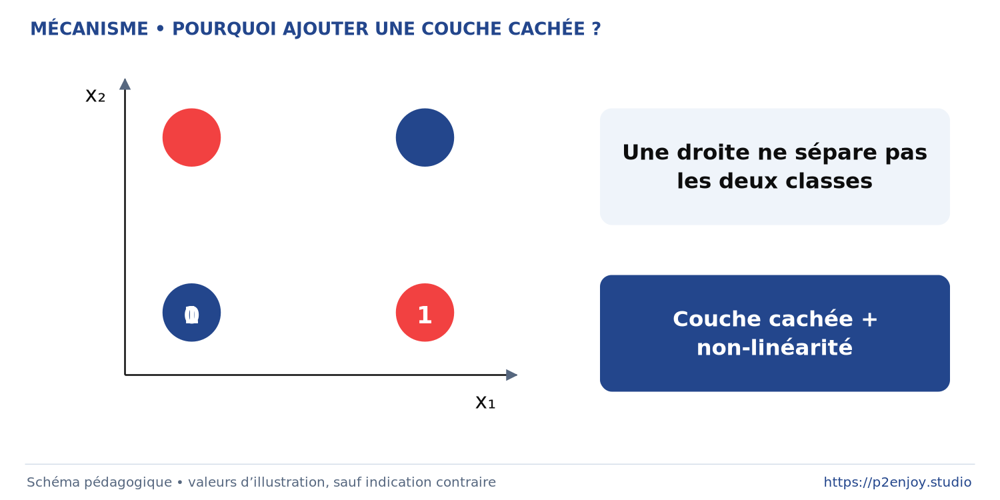 MÉCANISME • POURQUOI AJOUTER UNE COUCHE CACHÉE ?
x₂
Une droite ne sépare pas
les deux classes
1
Couche cachée +
non-linéarité
x₁
Schéma pédagogique • valeurs d’illustration, sauf indication contraire
https://p2enjoy.studio